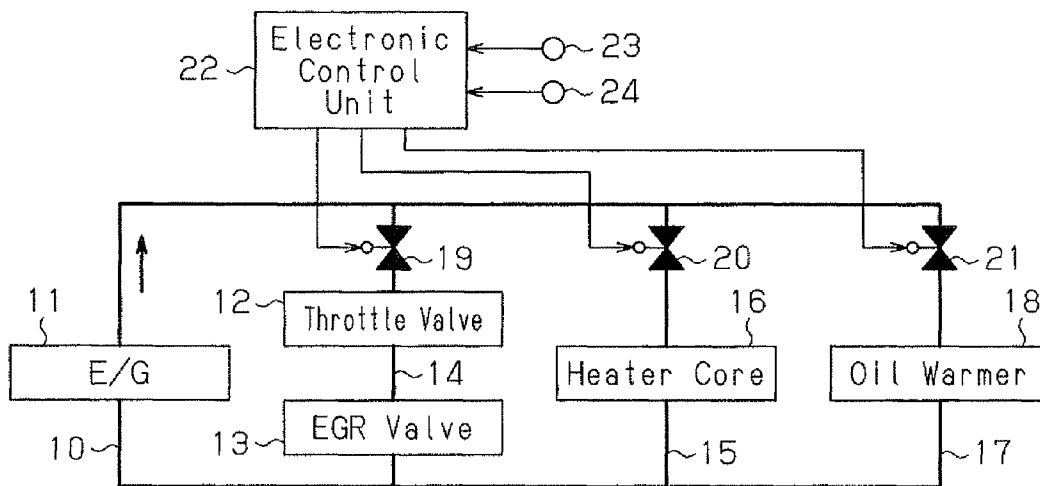 Electronic
Control
Unit
22
23
24
19
20
21
12
Throttle Valve
11
E/G
16
Heater Core
18
Oil Warmer
14
13
EGR Valve
10
15
17